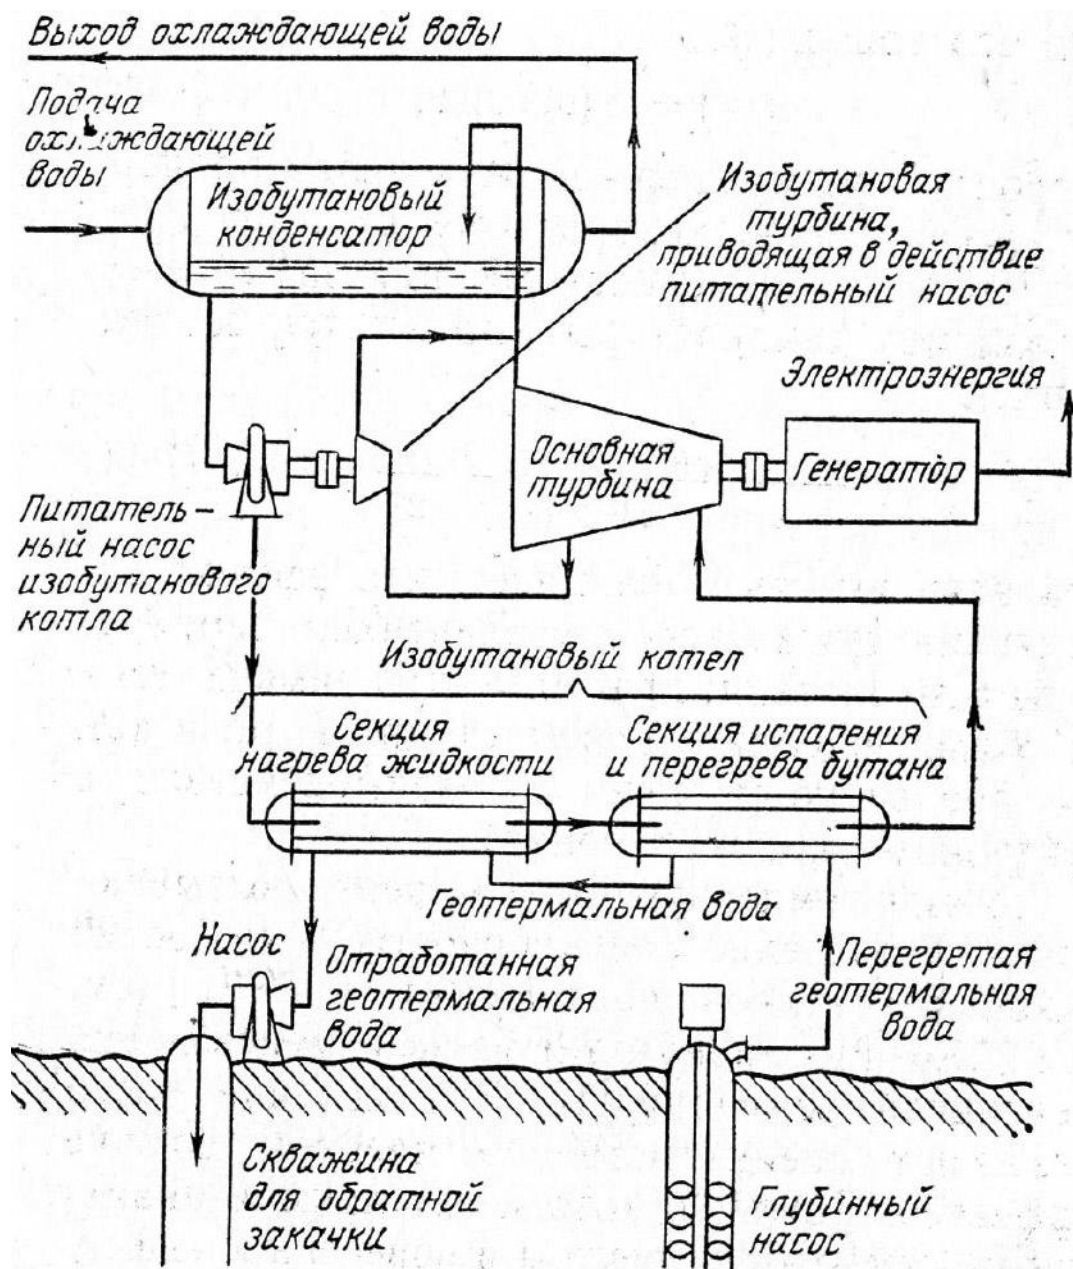 Выход охлаждающей воды
Подача
охлаждающей
воды
Изобутановый
конденсатор
Изобутановая
турбина,
приводящая в действие
питательный насос
Электроэнергия
Основная
турбина
Генератор
Питатель-
ный насос
изобутанового
котла
Изобутановый котел
Секция
нагрева жидкости
Секция испарения
и перегрева бутана
Геотермальная вода
Насос
Отработанная
геотермальная
вода
Перегретая
геотермальная
вода
Скважина
для обратной
закачки
Глубинный
насос